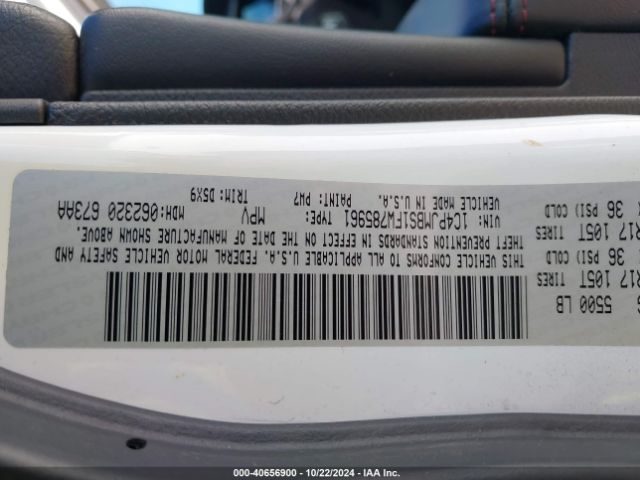 5500 LB
R17 105T TIRES 36 PSI) COLD
R17 105T TIRES 36 PSI) COLD
THIS VEHICLE CONFORMS TO ALL APPLICABLE U.S.A. FEDERAL MOTOR VEHICLE SAFETY AND
THEFT PREVENTION STANDARDS IN EFFECT ON THE DATE OF MANUFACTURE SHOWN ABOVE.
VIN: 1C4PJMBS1FW785961 TYPE: MPV MDH: 062320 673AA
VEHICLE MADE IN U.S.A. PAINT: PW7 TRIM: D5X9
000-40656900 - 10/22/2024 - IAA Inc.